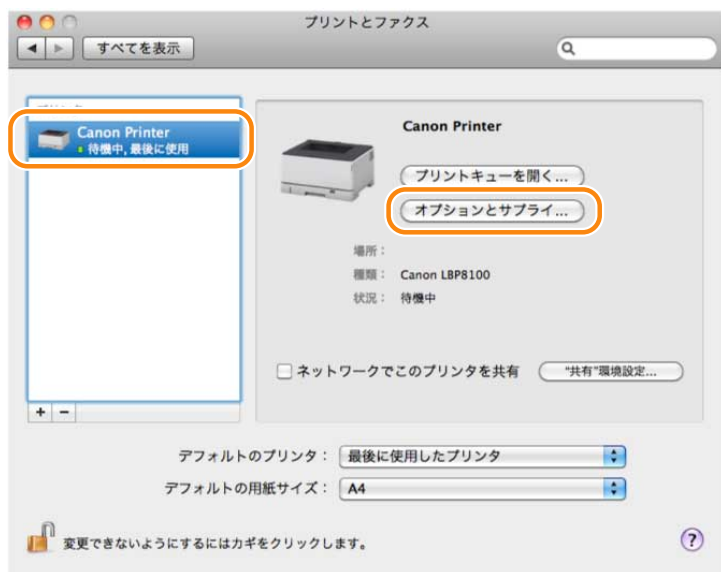 プリントとファクス
すべてを表示
Canon Printer
待機中, 最後に使用
Canon Printer
プリントキューを開く...
オプションとサプライ...
場所：
種類： Canon LBP8100
状況： 待機中
ネットワークでこのプリンタを共有 "共有"環境設定...
+ −
デフォルトのプリンタ： 最後に使用したプリンタ
デフォルトの用紙サイズ： A4
変更できないようにするにはカギをクリックします。
?